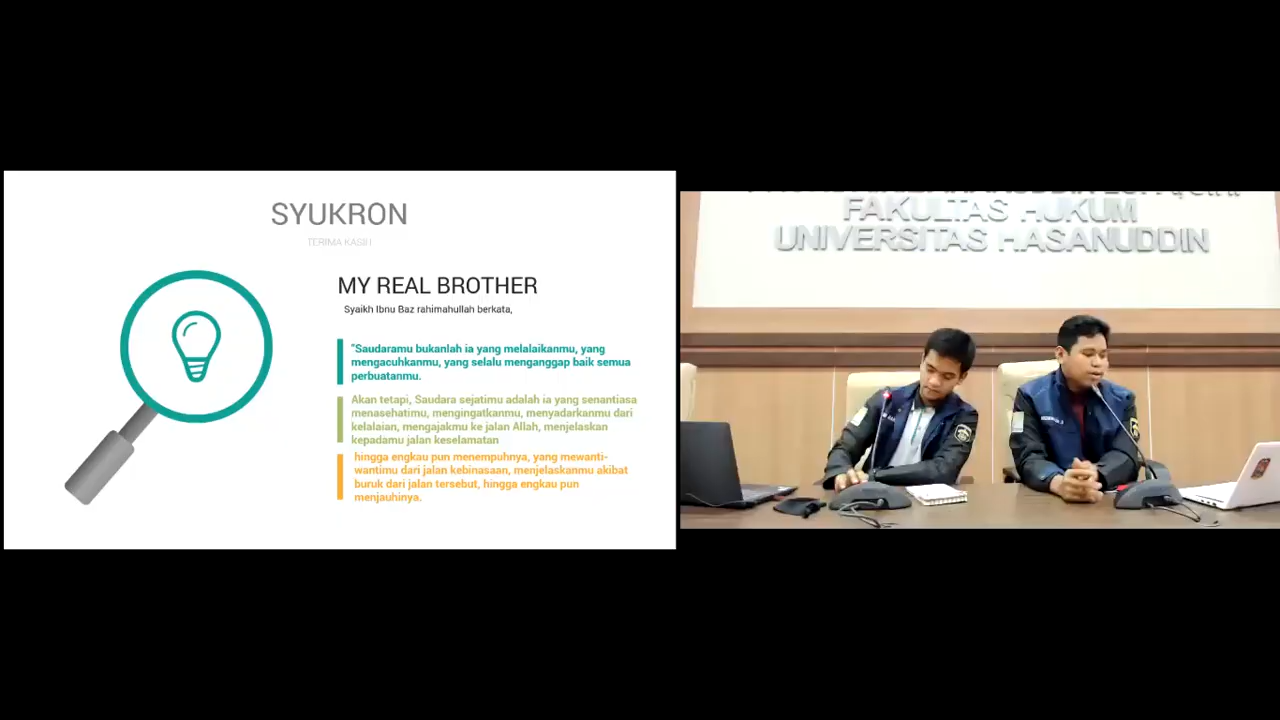 SYUKRON
TERIMA KASIH
MY REAL BROTHER
Syaikh Ibnu Baz rahimahullah berkata,
"Saudaramu bukanlah ia yang melalaikanmu, yang
mengacuhkanmu, yang selalu menganggap baik semua
perbuatanmu.
Akan tetapi, Saudara sejatimu adalah ia yang senantiasa
menasehatimu, mengingatkanmu, menyadarkanmu dari
kelalaian, mengajakmu ke jalan Allah, menjelaskan
kepadamu jalan keselamatan
hingga engkau pun menempuhnya, yang mewanti-
wantimu dari jalan kebinasaan, menjelaskanmu akibat
buruk dari jalan tersebut, hingga engkau pun
menjauhinya.
FAKULTAS HUKUM
UNIVERSITAS HASANUDDIN